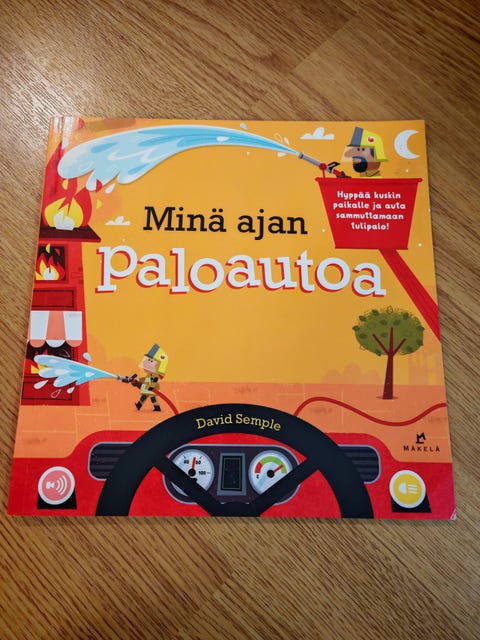 Hyppää kuskin
paikalle ja auta
sammuttamaan
tulipalo!
Minä ajan
paloautoa
David Semple
MÄKELÄ